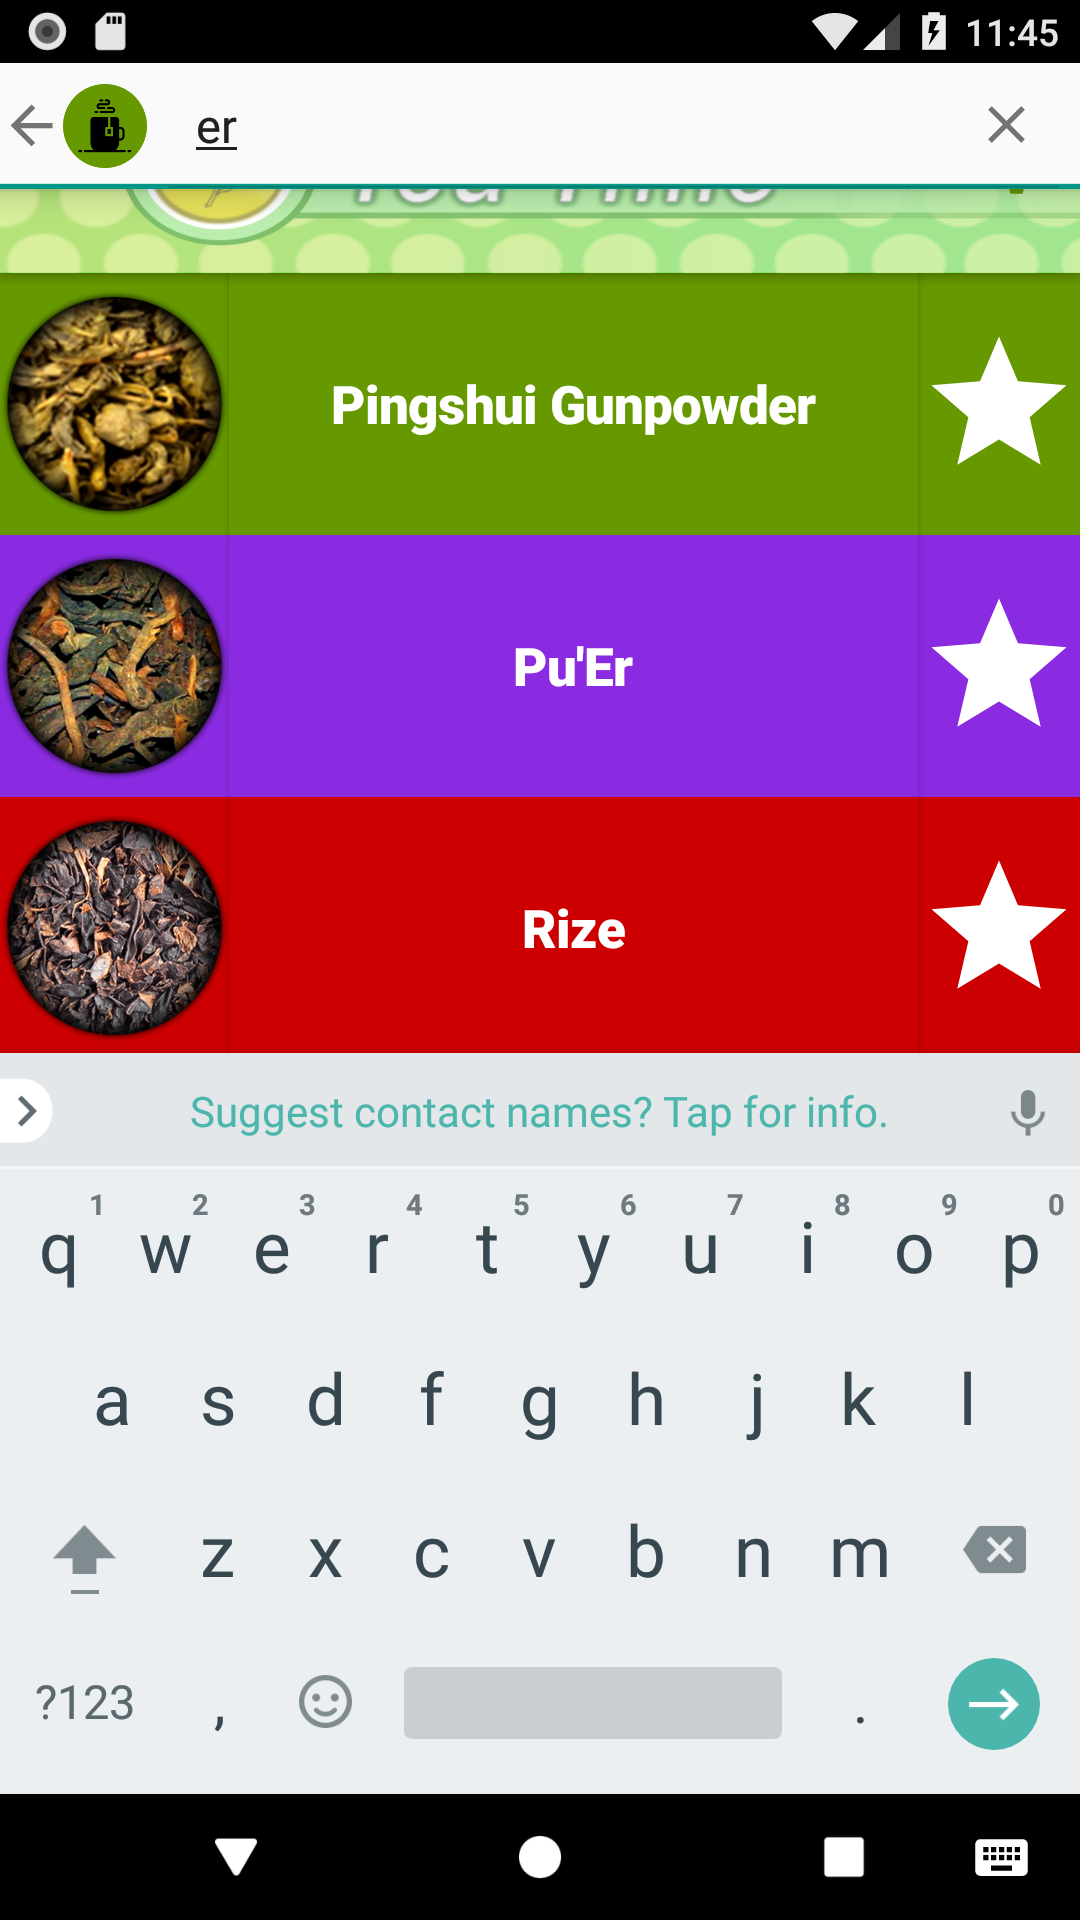 11:45
er
Pingshui Gunpowder
Pu'Er
Rize
Suggest contact names? Tap for info.
1 2 3 4 5 6 7 8 9 0
q w e r t y u i o p
a s d f g h j k l
z x c v b n m
?123 , .